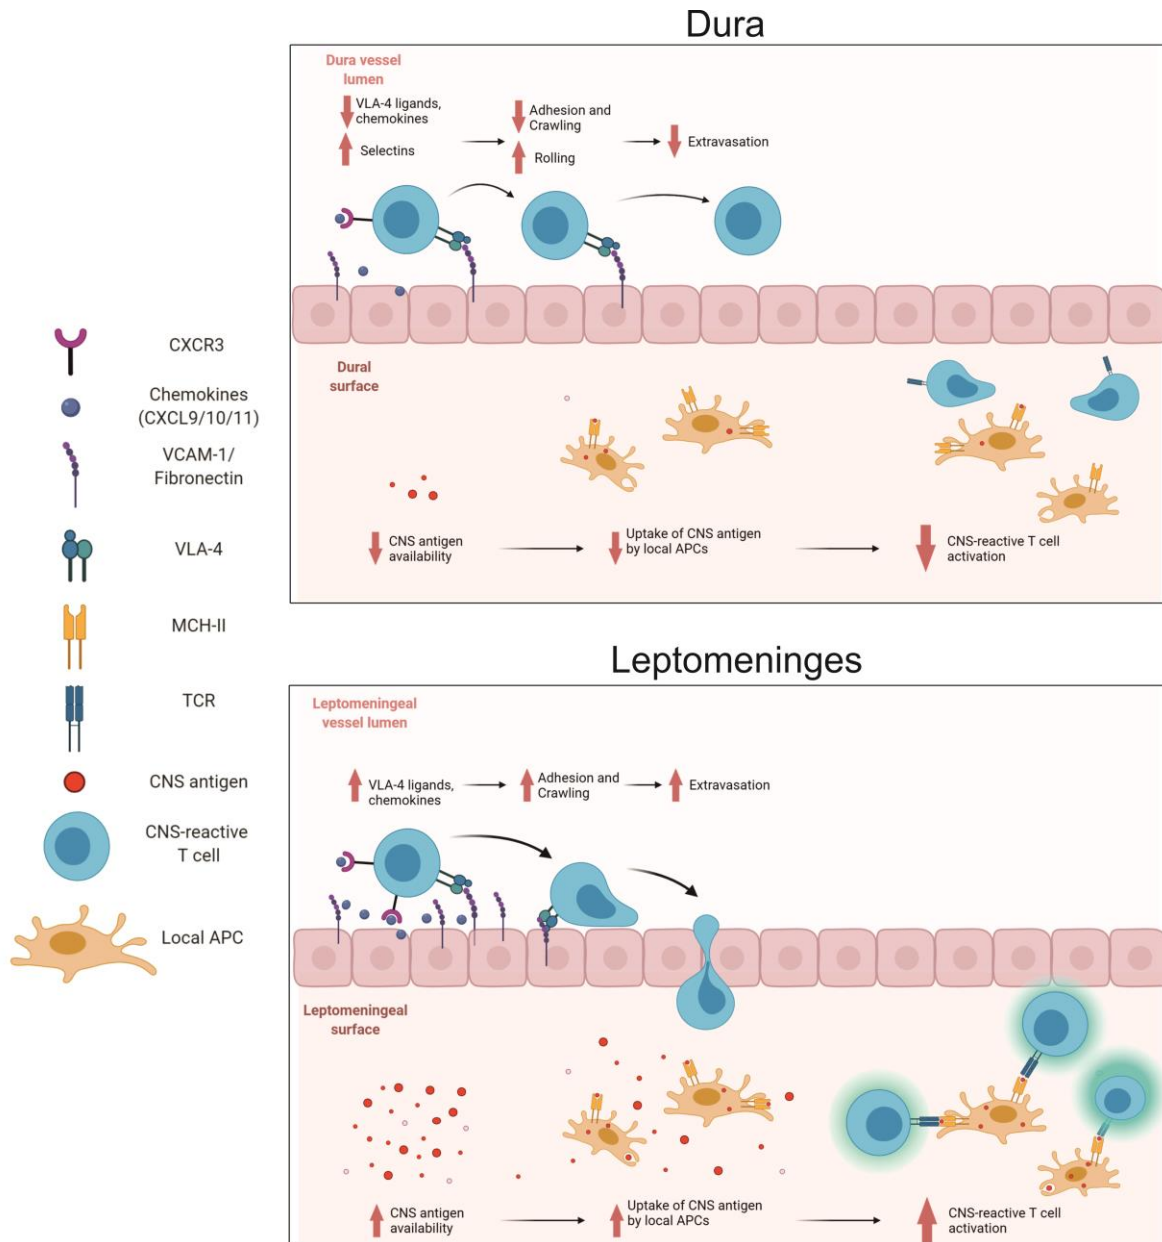 Dura
Dura vessel
lumen
VLA-4 ligands,
chemokines
Selectins
Adhesion and
Crawling
Rolling
Extravasation
Dural
surface
CNS antigen
availability
Uptake of CNS antigen
by local APCs
CNS-reactive T cell
activation
CXCR3
Chemokines
(CXCL9/10/11)
VCAM-1/
Fibronectin
VLA-4
MCH-II
TCR
CNS antigen
CNS-reactive
T cell
Local APC
Leptomeninges
Leptomeningeal
vessel lumen
VLA-4 ligands,
chemokines
Adhesion and
Crawling
Extravasation
Leptomeningeal
surface
CNS antigen
availability
Uptake of CNS antigen
by local APCs
CNS-reactive T cell
activation